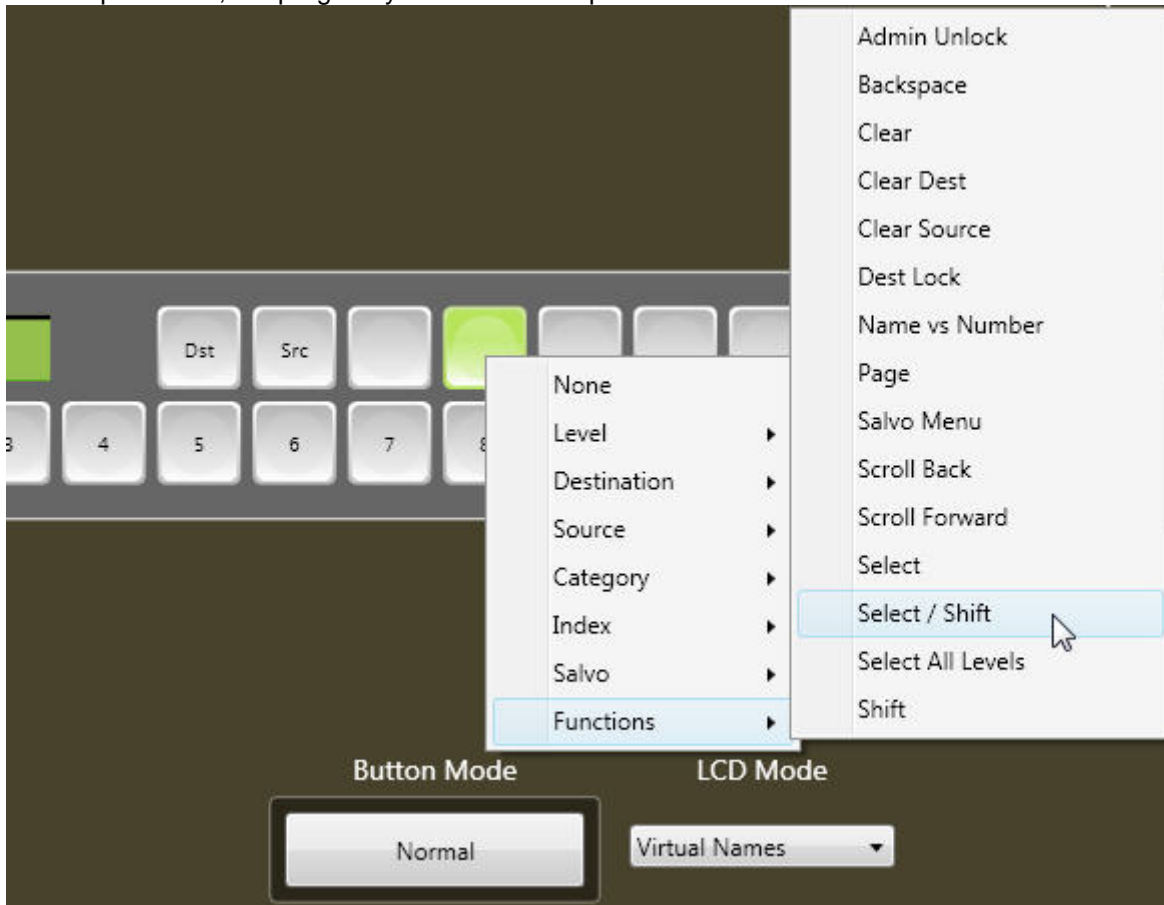 Admin Unlock
Backspace
Clear
Clear Dest
Clear Source
Dest Lock
Name vs Number
Page
Salvo Menu
Scroll Back
Scroll Forward
Select
Select / Shift
Select All Levels
Shift
Dst
Src
3
4
5
6
7
8
None
Level
Destination
Source
Category
Index
Salvo
Functions
Button Mode
LCD Mode
Normal
Virtual Names